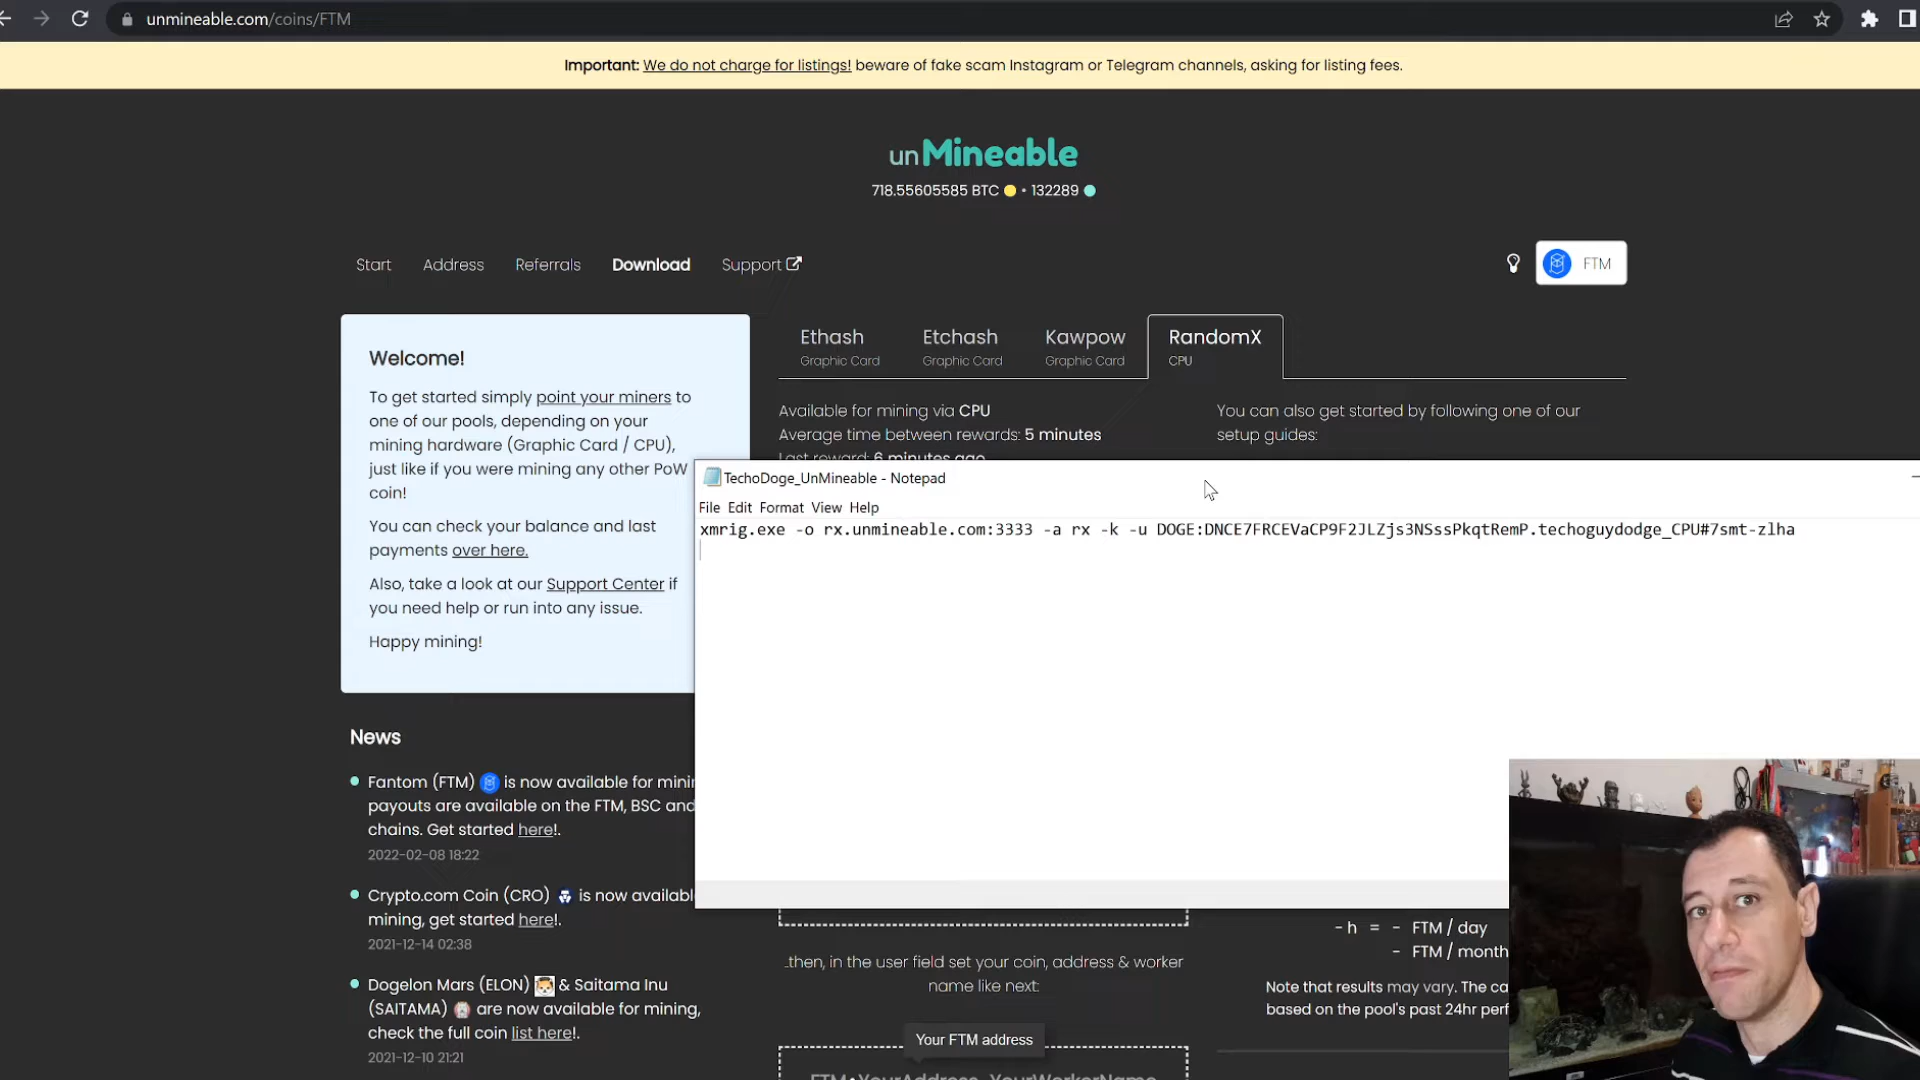 unmineable.com/coins/FTM
Important: We do not charge for listings! beware of fake scam Instagram or Telegram channels, asking for listing fees.
unMineable
718.55605585 BTC • 132289
Start Address Referrals Download Support
FTM
Welcome!
To get started simply point your miners to
one of our pools, depending on your
mining hardware (Graphic Card / CPU),
just like if you were mining any other PoW
coin!
You can check your balance and last
payments over here.
Also, take a look at our Support Center if
you need help or run into any issue.
Happy mining!
Ethash Etchash Kawpow RandomX
Graphic Card Graphic Card Graphic Card CPU
Available for mining via CPU
Average time between rewards: 5 minutes
Last reward: 6 minutes ago
You can also get started by following one of our
setup guides:
TechoDoge_UnMineable - Notepad
File Edit Format View Help
xmrig.exe -o rx.unmineable.com:3333 -a rx -k -u DOGE:DNCE7FRCEVaCP9F2JLZjs3NSssPkqtRemP.techoguydodge_CPU#7smt-zlha
News
Fantom (FTM) is now available for minin
payouts are available on the FTM, BSC and
chains. Get started here!.
2022-02-08 18:22
Crypto.com Coin (CRO) is now availabl
mining, get started here!.
2021-12-14 02:38
Dogelon Mars (ELON) & Saitama Inu
(SAITAMA) are now available for mining,
check the full coin list here!.
2021-12-10 21:21
..then, in the user field set your coin, address & worker
name like next:
Your FTM address
FTM:YourAddress.YourWorkerName
- h = - FTM / day
- FTM / month
Note that results may vary. The ca
based on the pool's past 24hr perf